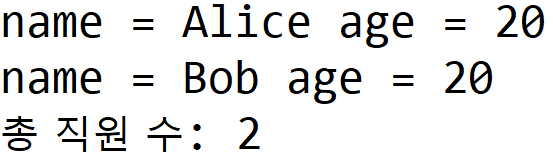 name = Alice age = 20
name = Bob age = 20
총 직원 수: 2